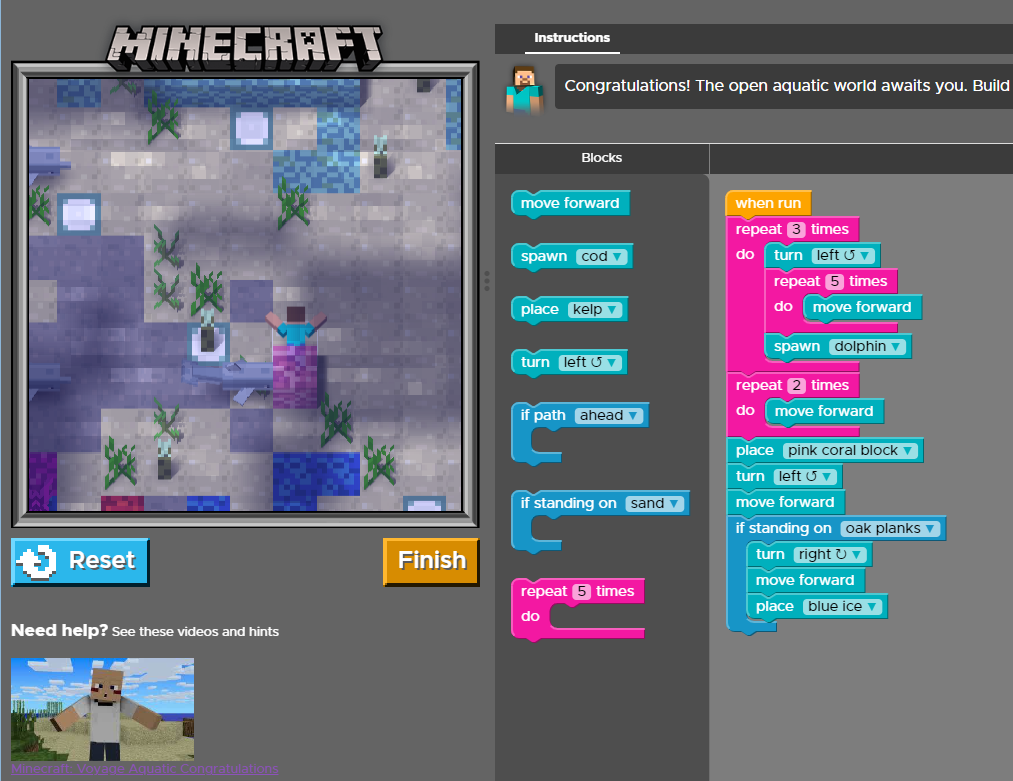 MINECRAFT
Instructions
Congratulations! The open aquatic world awaits you. Build
Blocks
move forward
spawn cod ▼
place kelp ▼
turn left ↺ ▼
if path ahead ▼
if standing on sand ▼
repeat 5 times
do
when run
repeat 3 times
do turn left ↺ ▼
repeat 5 times
do move forward
spawn dolphin ▼
repeat 2 times
do move forward
place pink coral block ▼
turn left ↺ ▼
move forward
if standing on oak planks ▼
turn right ↻ ▼
move forward
place blue ice ▼
Reset
Finish
Need help? See these videos and hints
Minecraft: Voyage Aquatic Congratulations